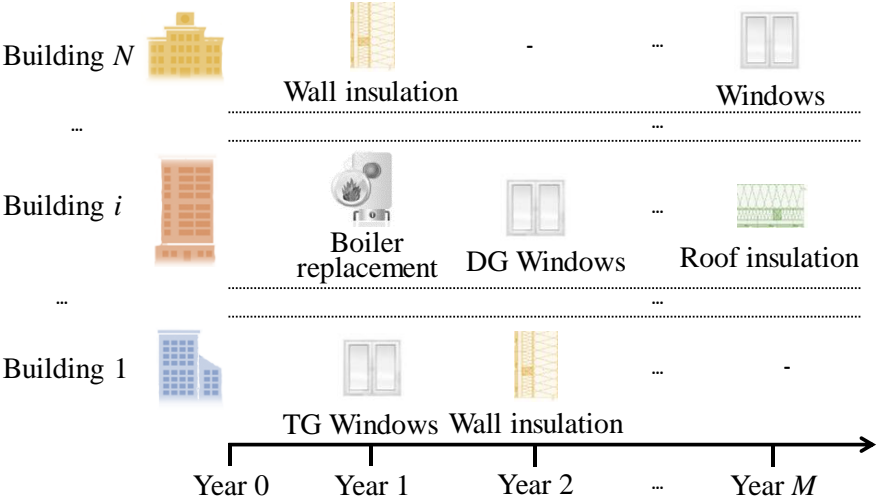 Building N - ...
Wall insulation Windows
... ...
Building i ...
Boiler
replacement DG Windows Roof insulation
... ...
Building 1 ... -
TG Windows Wall insulation
Year 0 Year 1 Year 2 ... Year M